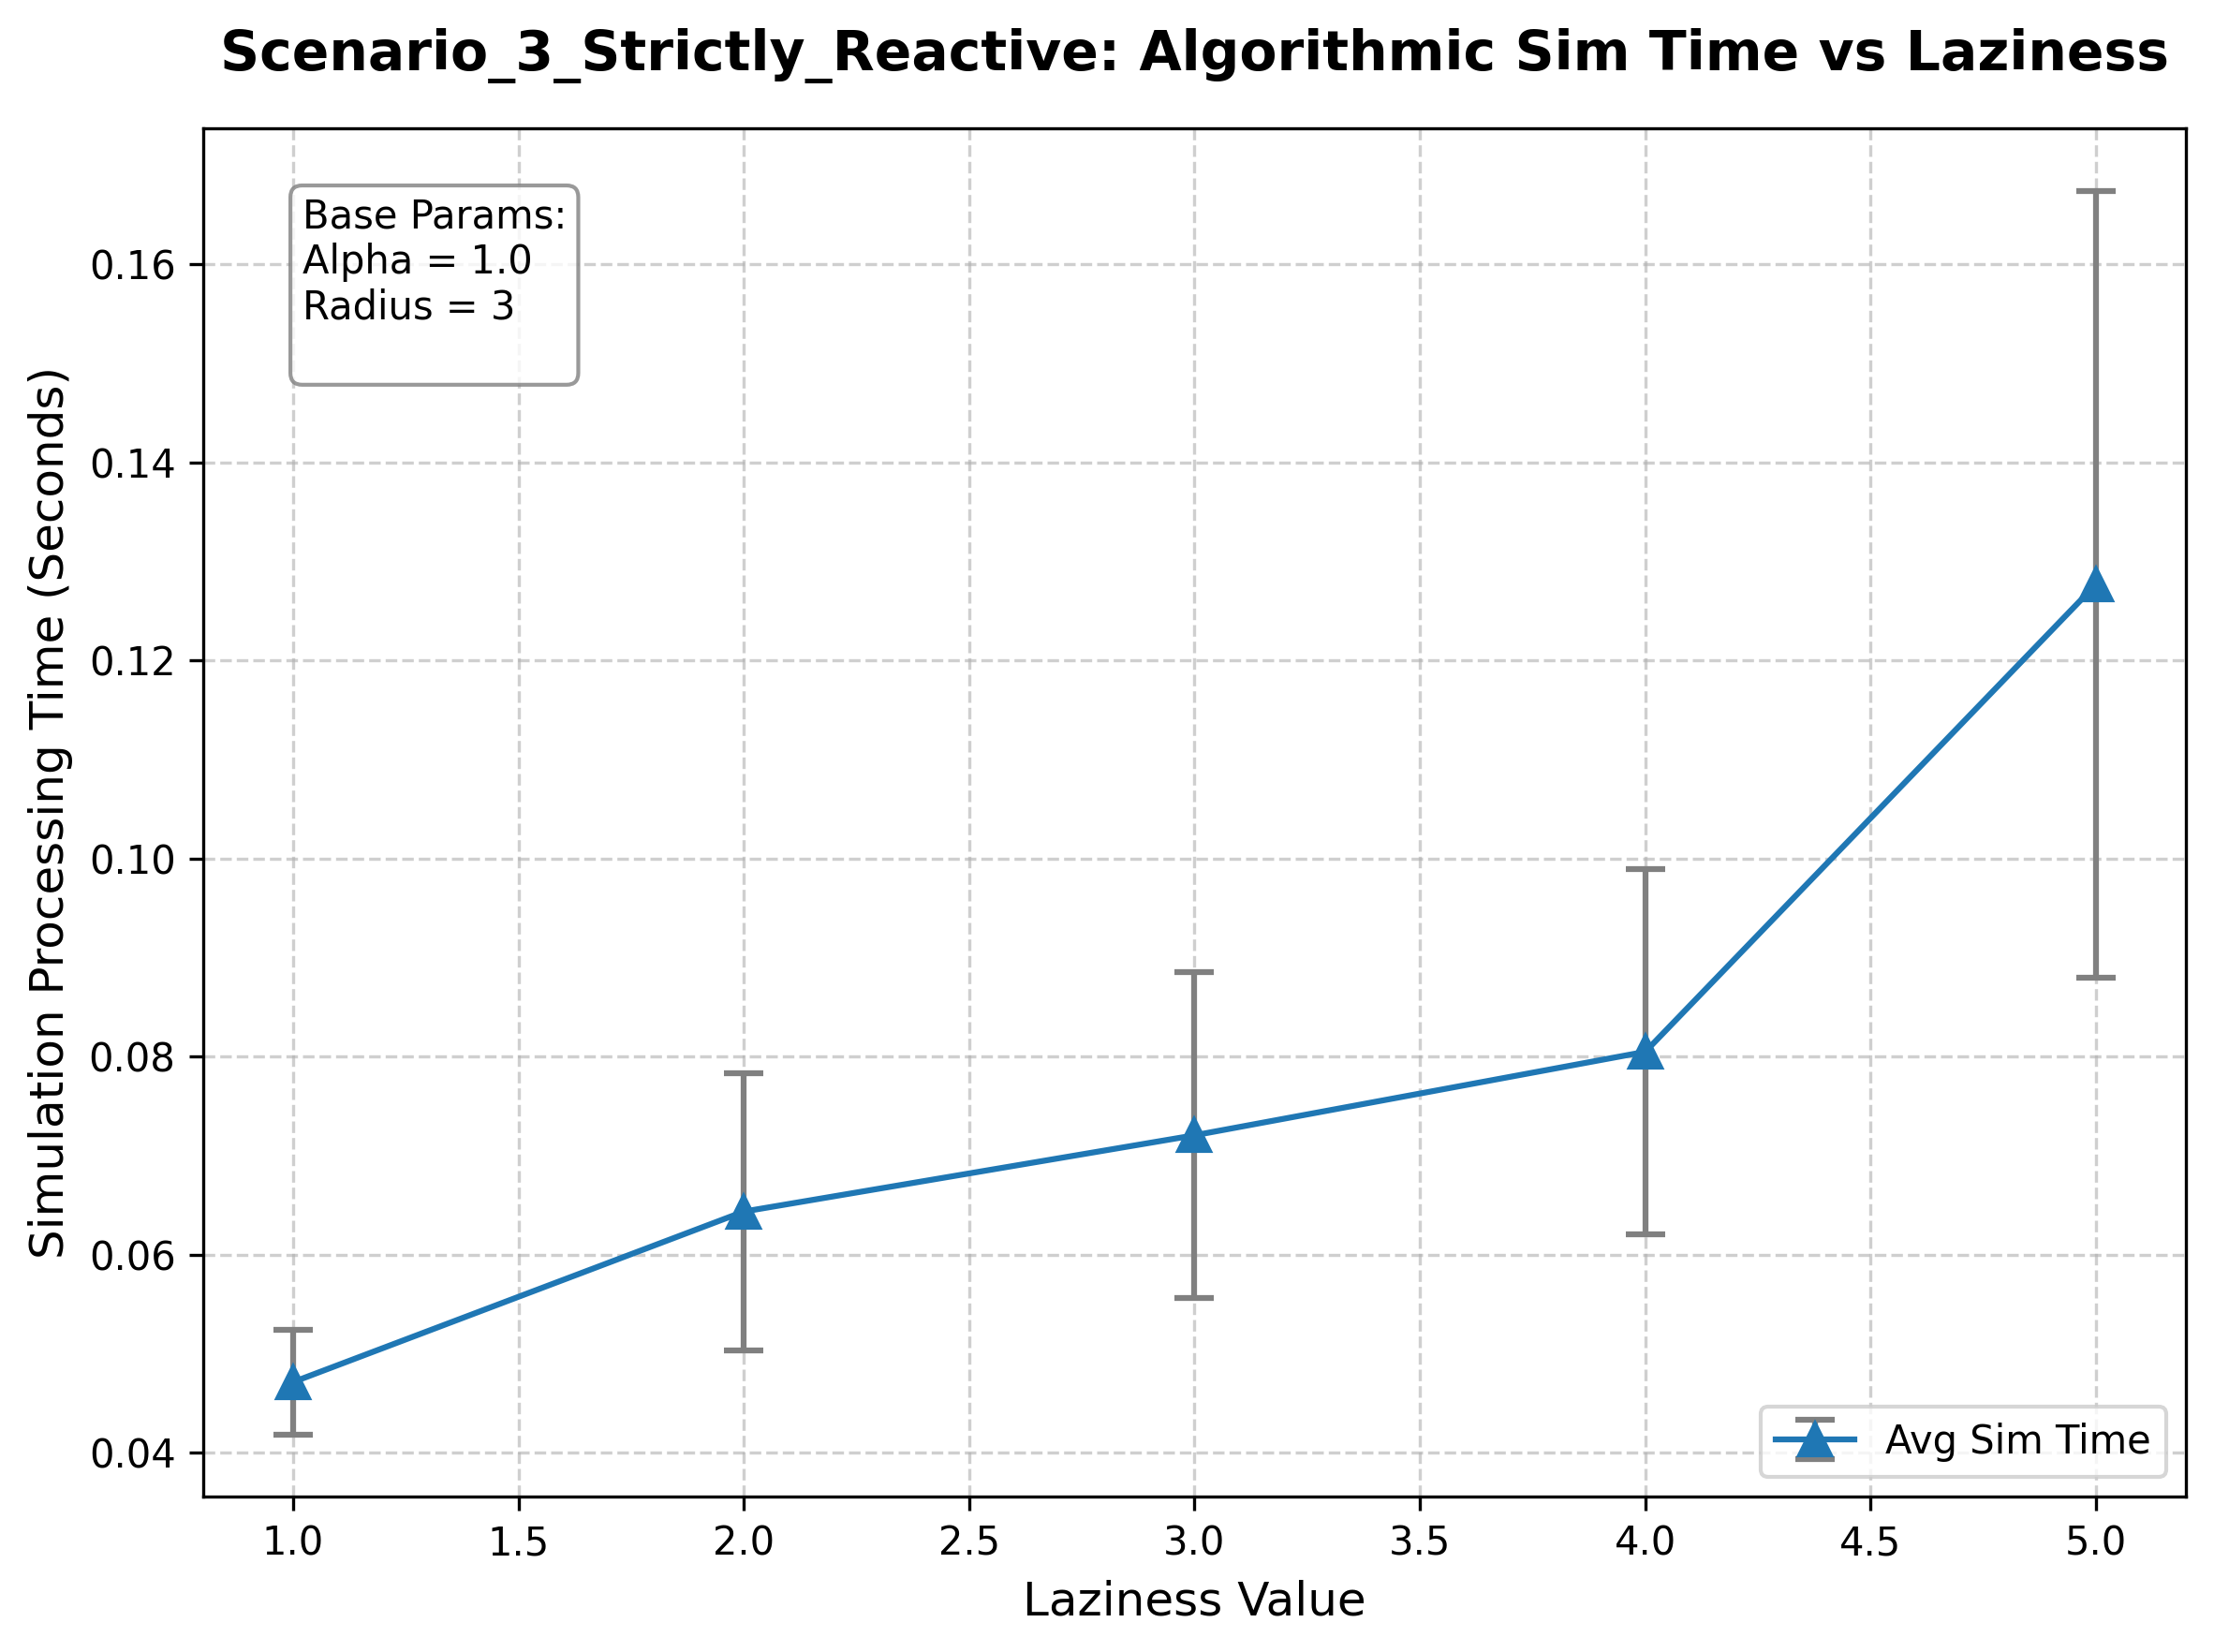 Scenario_3_Strictly_Reactive: Algorithmic Sim Time vs Laziness
Base Params:
Alpha = 1.0
Radius = 3
Simulation Processing Time (Seconds)
0.16
0.14
0.12
0.10
0.08
0.06
0.04
Avg Sim Time
1.0 1.5 2.0 2.5 3.0 3.5 4.0 4.5 5.0
Laziness Value